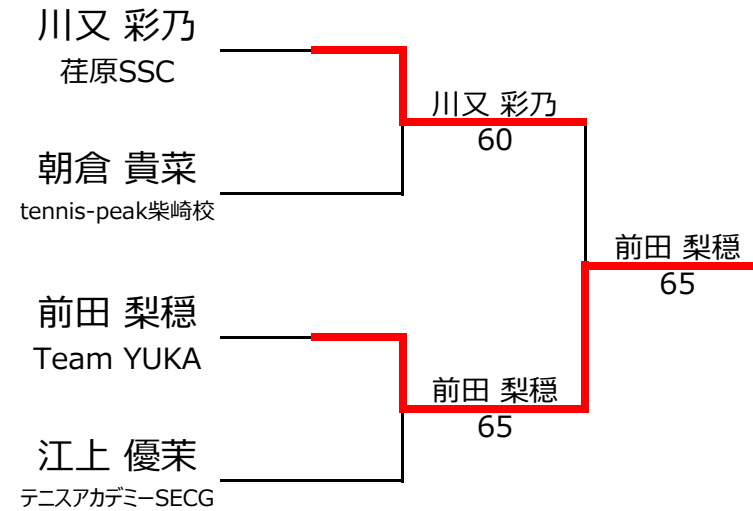 川又 彩乃
荏原SSC
川又 彩乃
60
朝倉 貴菜
tennis-peak柴崎校
前田 梨穏
65
前田 梨穏
Team YUKA
前田 梨穏
65
江上 優茉
テニスアカデミーSECG